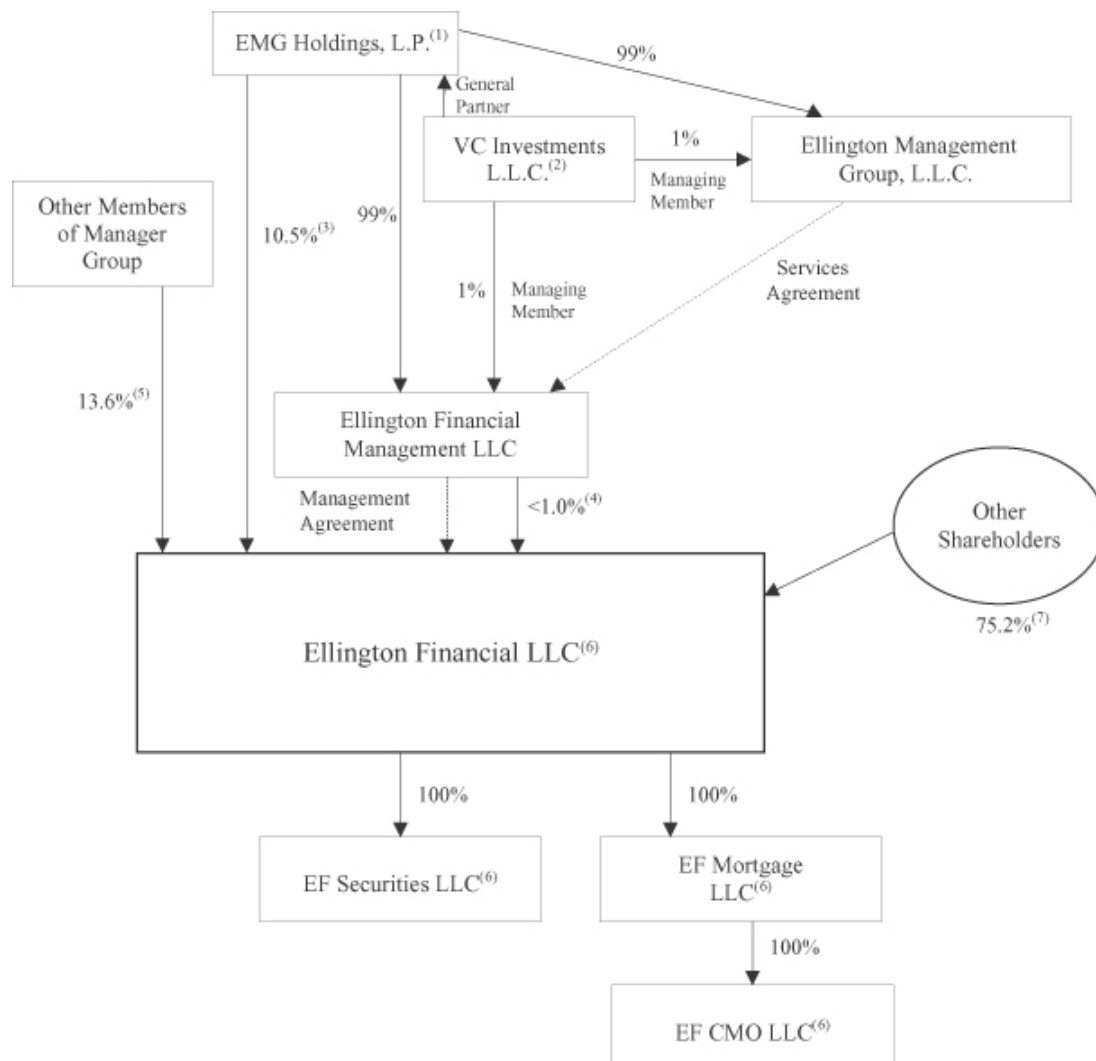 EMG Holdings, L.P.(1)
99%
General
Partner
VC Investments
L.L.C.(2)
1%
Managing
Member
Ellington Management
Group, L.L.C.
Other Members
of Manager
Group
10.5%(3)
99%
1%
Managing
Member
Services
Agreement
13.6%(5)
Ellington Financial
Management LLC
Management
Agreement
<1.0%(4)
Other
Shareholders
75.2%(7)
Ellington Financial LLC(6)
100%
100%
EF Securities LLC(6)
EF Mortgage
LLC(6)
100%
EF CMO LLC(6)